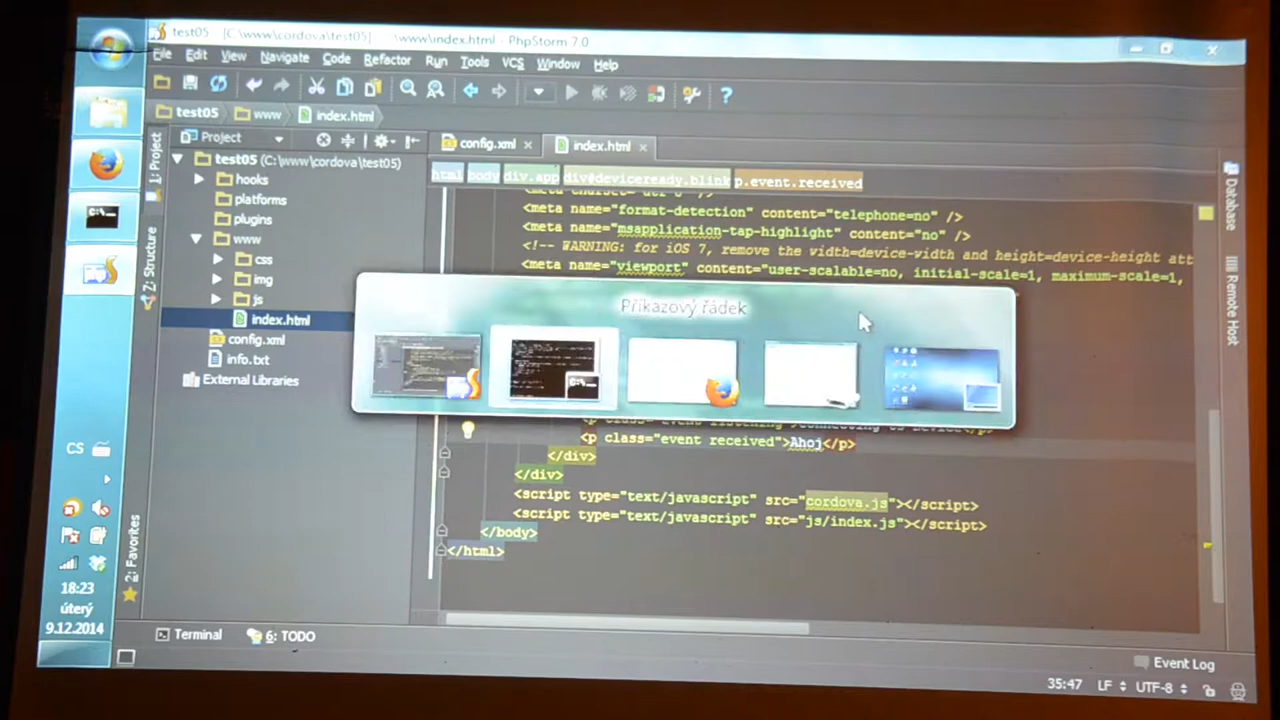 test05 [C:\www\cordova\test05] \www\index.html - PhpStorm 7.0
File Edit View Navigate Code Refactor Run Tools VCS Window Help
test05 www index.html
Project
config.xml index.html
1: Project
test05 (C:\www\cordova\test05)
hooks
platforms
plugins
www
css
img
js
index.html
config.xml
info.txt
External Libraries
Z: Structure
2: Favorites
html body div.app div#deviceready.blink p.event.received
<meta name="format-detection" content="telephone=no" />
<meta name="msapplication-tap-highlight" content="no" />
<!-- WARNING: for iOS 7, remove the width=device-width and height=device-height att
<meta name="viewport" content="user-scalable=no, initial-scale=1, maximum-scale=1,
Příkazový řádek
C:\
<p class="event received">Ahoj</p>
</div>
</div>
<script type="text/javascript" src="cordova.js"></script>
<script type="text/javascript" src="js/index.js"></script>
</body>
</html>
Database
Remote Host
CS
18:23
úterý
9.12.2014
Terminal 6: TODO
Event Log
35:47 LF UTF-8